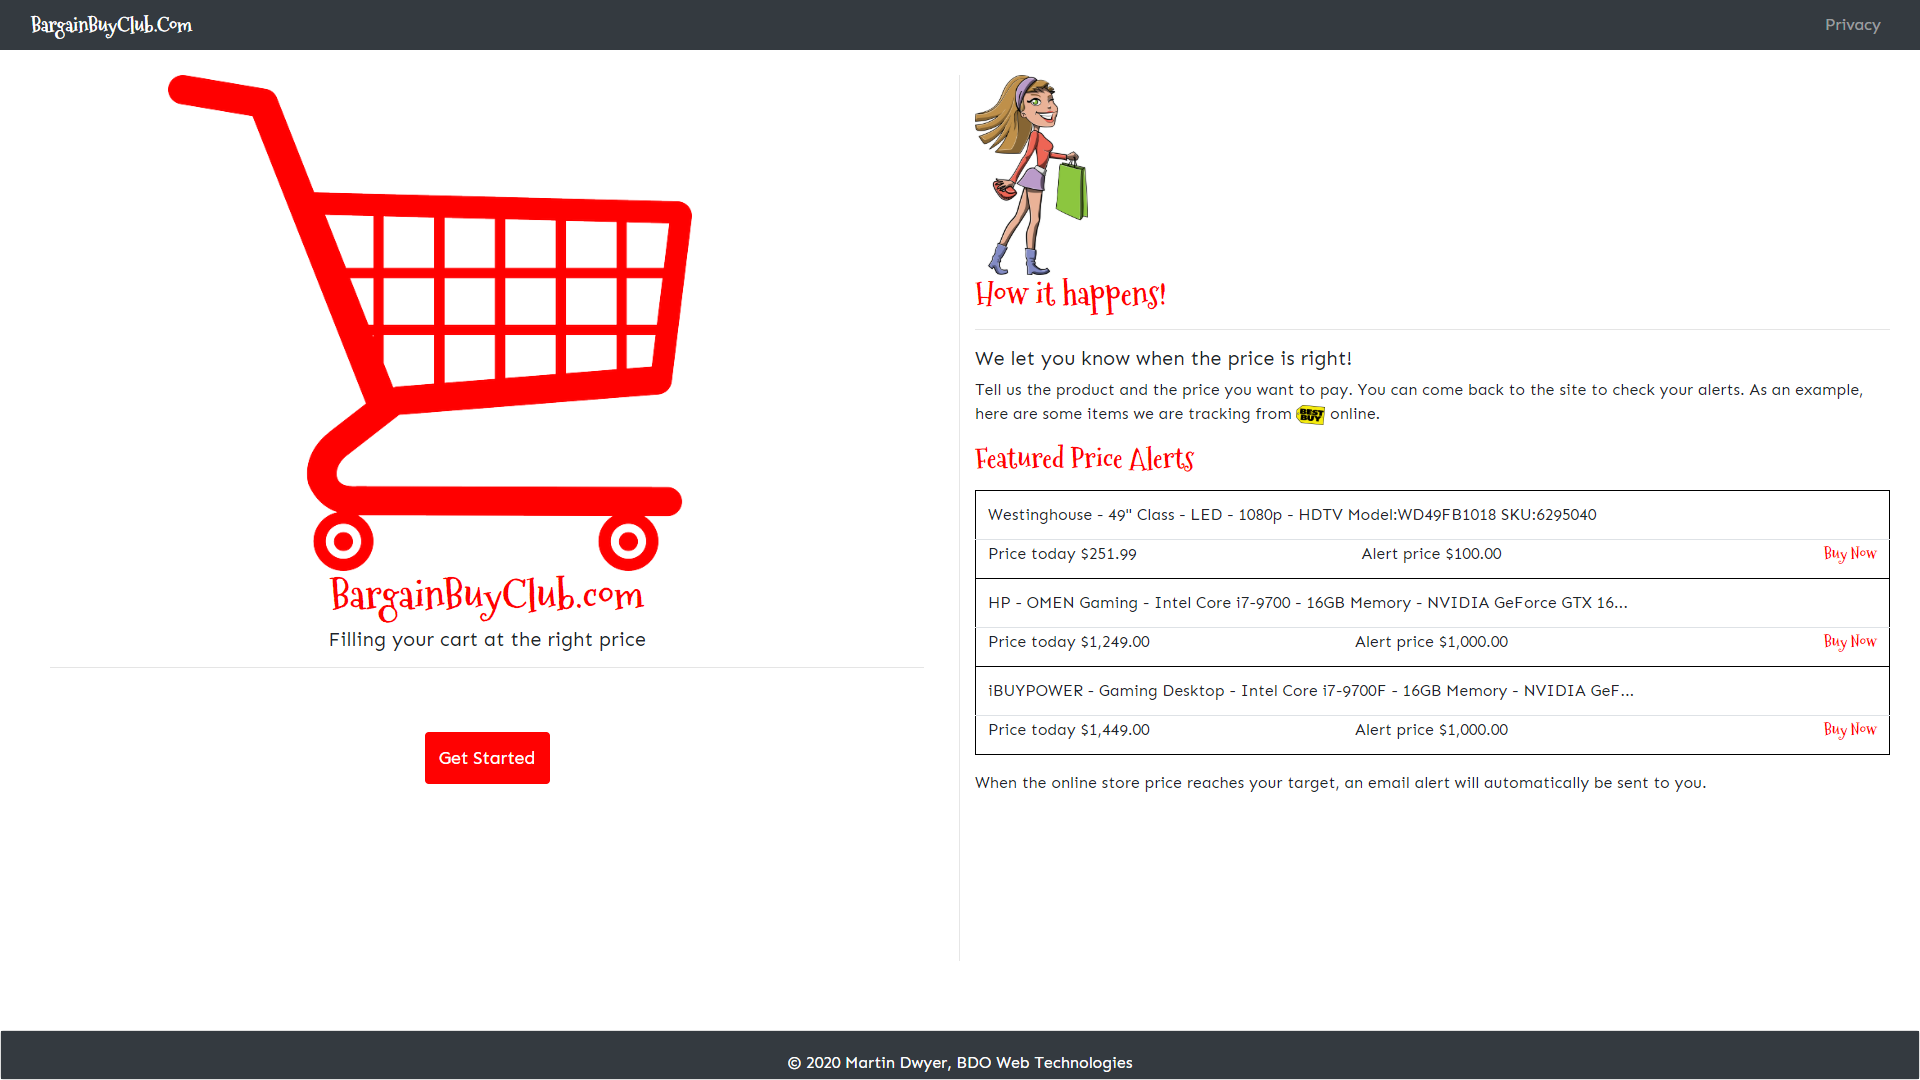 BargainBuyClub.Com
Privacy
BargainBuyClub.com
Filling your cart at the right price
Get Started
How it happens!
We let you know when the price is right!
Tell us the product and the price you want to pay. You can come back to the site to check your alerts. As an example,
here are some items we are tracking from BEST BUY online.
Featured Price Alerts
Westinghouse - 49" Class - LED - 1080p - HDTV Model:WD49FB1018 SKU:6295040
Price today $251.99 Alert price $100.00 Buy Now
HP - OMEN Gaming - Intel Core i7-9700 - 16GB Memory - NVIDIA GeForce GTX 16...
Price today $1,249.00 Alert price $1,000.00 Buy Now
iBUYPOWER - Gaming Desktop - Intel Core i7-9700F - 16GB Memory - NVIDIA GeF...
Price today $1,449.00 Alert price $1,000.00 Buy Now
When the online store price reaches your target, an email alert will automatically be sent to you.
© 2020 Martin Dwyer, BDO Web Technologies